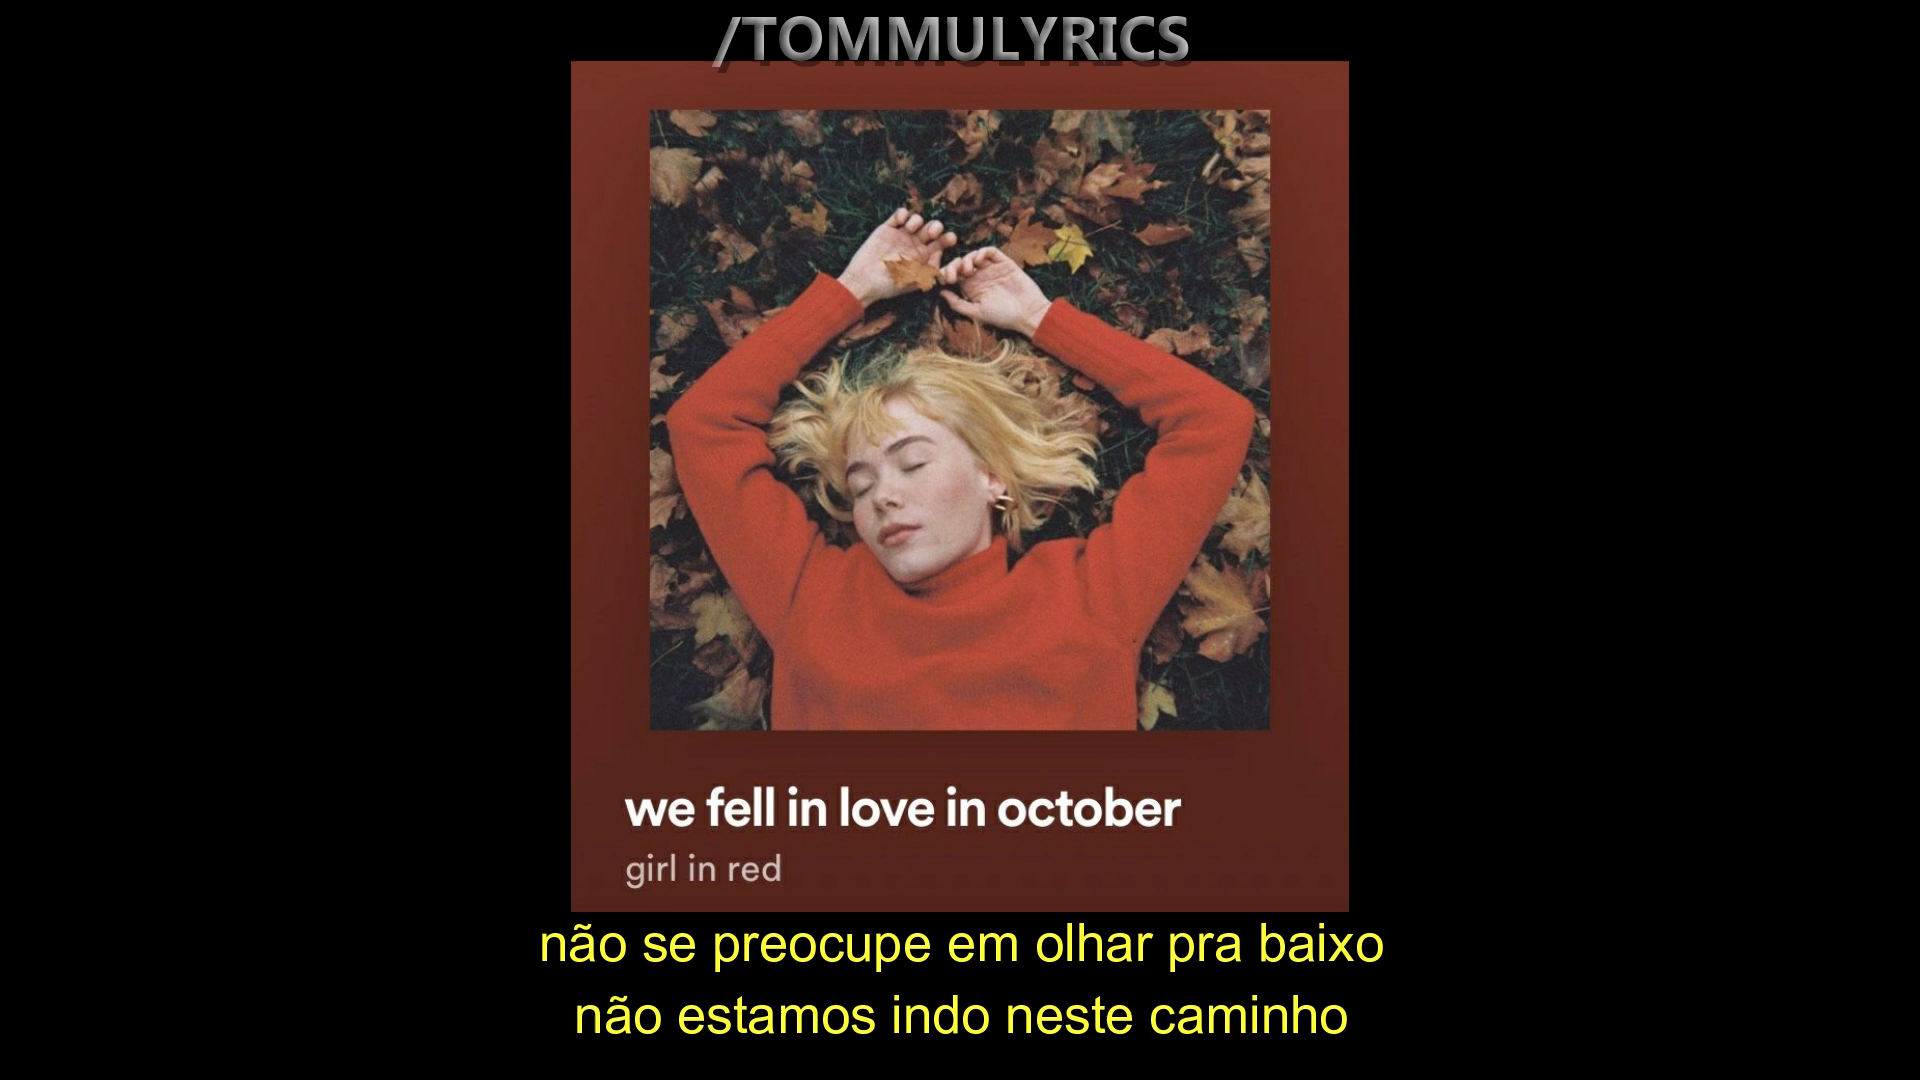 /TOMMULYRICS
we fell in love in october
girl in red
não se preocupe em olhar pra baixo
não estamos indo neste caminho